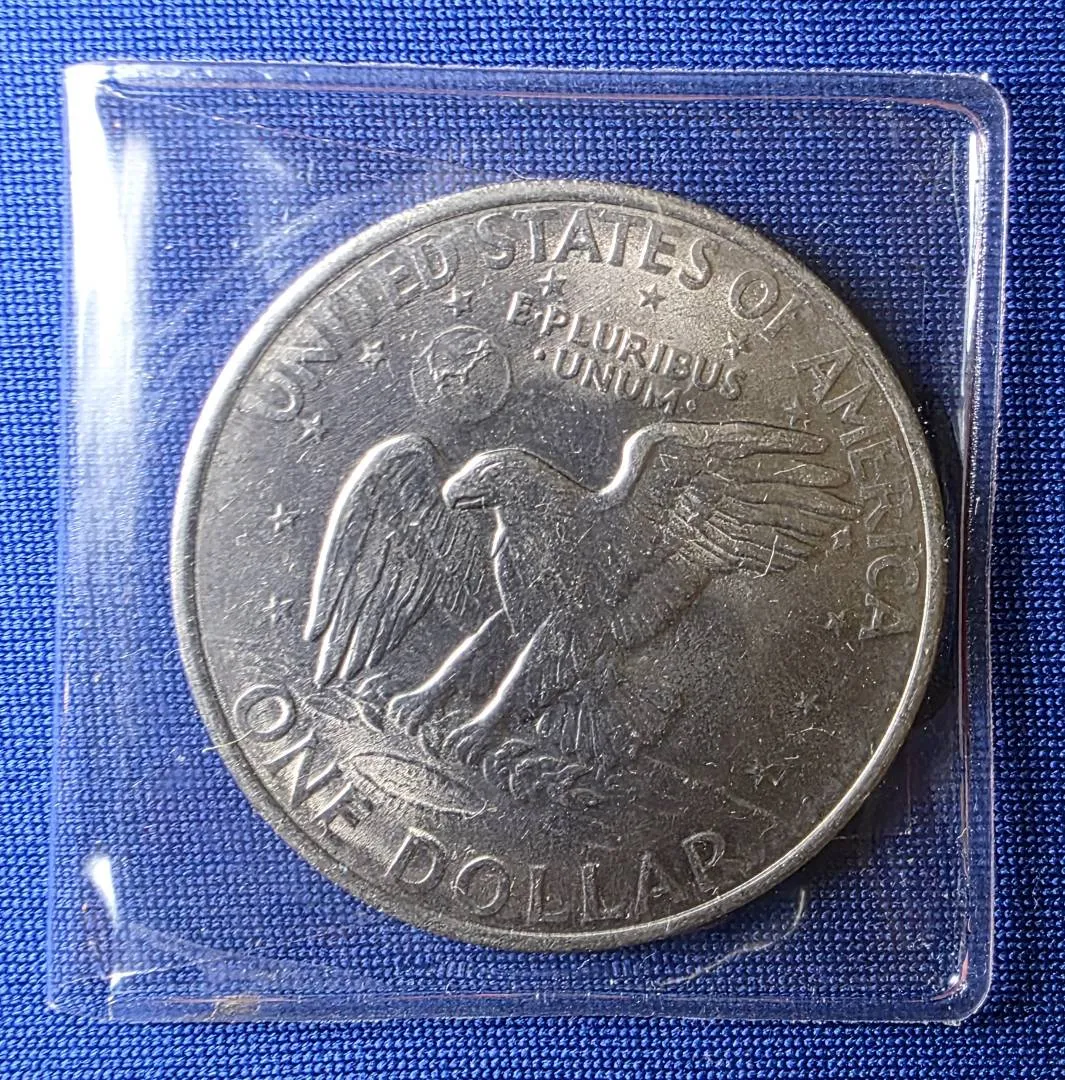 UNITED STATES OF AMERICA
E·PLURIBUS
·UNUM·
ONE DOLLAR